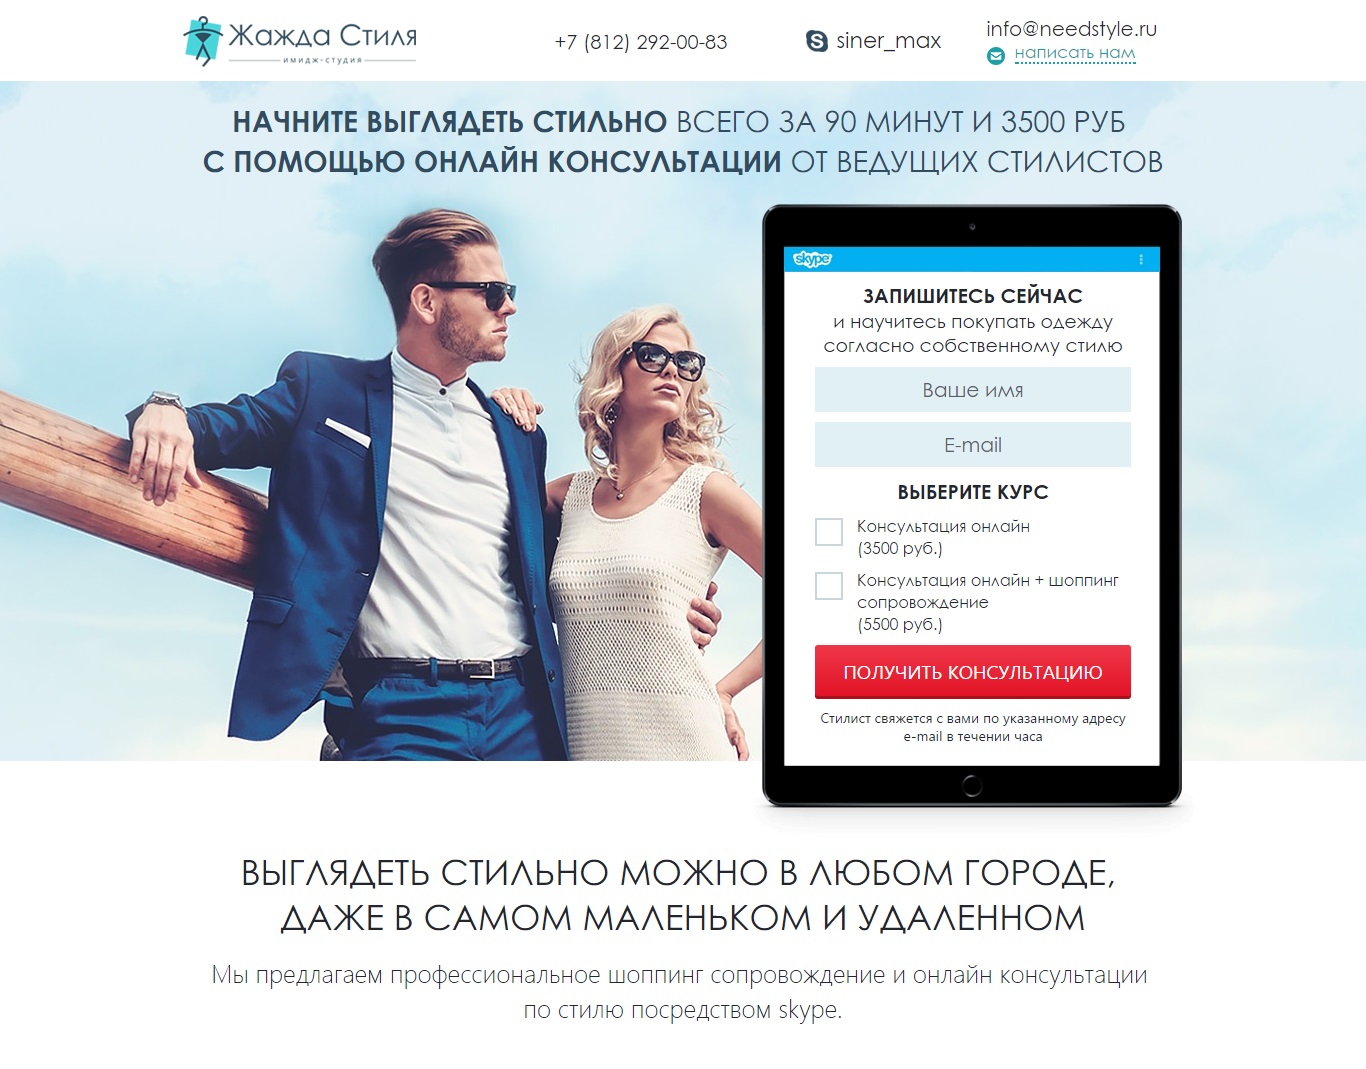 Жажда Стиля
имидж-студия
+7 (812) 292-00-83
siner_max
info@needstyle.ru
написать нам
НАЧНИТЕ ВЫГЛЯДЕТЬ СТИЛЬНО ВСЕГО ЗА 90 МИНУТ И 3500 РУБ
С ПОМОЩЬЮ ОНЛАЙН КОНСУЛЬТАЦИИ ОТ ВЕДУЩИХ СТИЛИСТОВ
skype
ЗАПИШИТЕСЬ СЕЙЧАС
и научитесь покупать одежду
согласно собственному стилю
Ваше имя
E-mail
ВЫБЕРИТЕ КУРС
Консультация онлайн
(3500 руб.)
Консультация онлайн + шоппинг
сопровождение
(5500 руб.)
ПОЛУЧИТЬ КОНСУЛЬТАЦИЮ
Стилист свяжется с вами по указанному адресу
e-mail в течении часа
ВЫГЛЯДЕТЬ СТИЛЬНО МОЖНО В ЛЮБОМ ГОРОДЕ,
ДАЖЕ В САМОМ МАЛЕНЬКОМ И УДАЛЕННОМ
Мы предлагаем профессиональное шоппинг сопровождение и онлайн консультации
по стилю посредством skype.